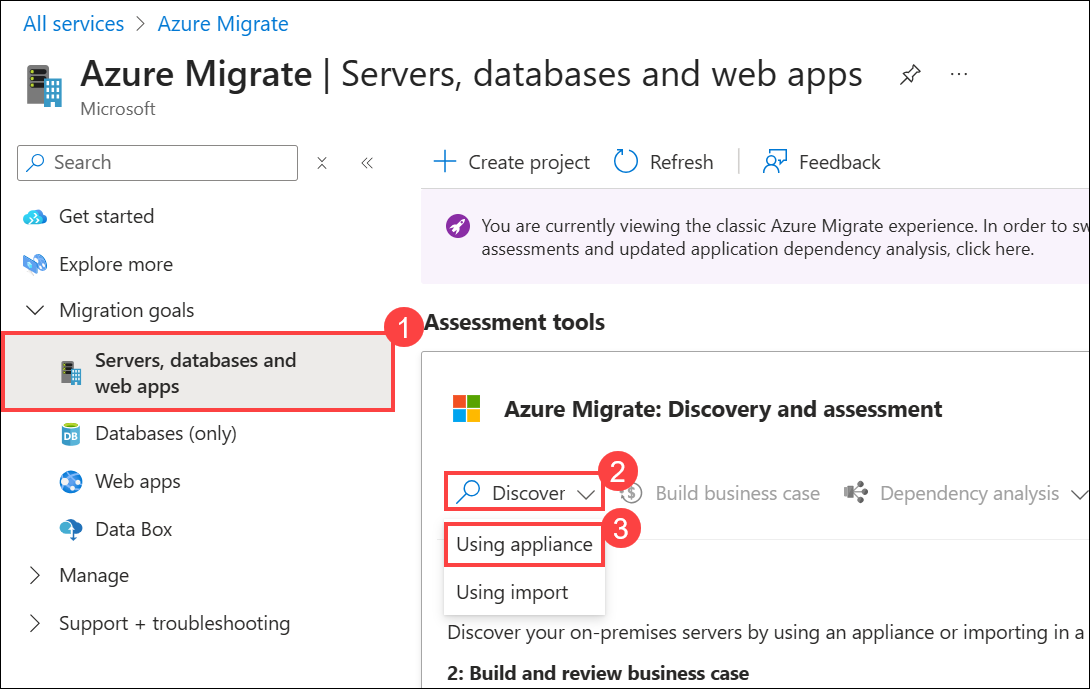 All services > Azure Migrate
Azure Migrate | Servers, databases and web apps ...
Microsoft
Search
Get started
Explore more
Migration goals
1
Servers, databases and
web apps
Databases (only)
DB
Web apps
Data Box
Manage
Support + troubleshooting
Create project Refresh Feedback
You are currently viewing the classic Azure Migrate experience. In order to
assessments and updated application dependency analysis, click here.
Assessment tools
Azure Migrate: Discovery and assessment
2
Discover $ Build business case Dependency analysis
3
Using appliance
Using import
Discover your on-premises servers by using an appliance or importing in a
2: Build and review business case